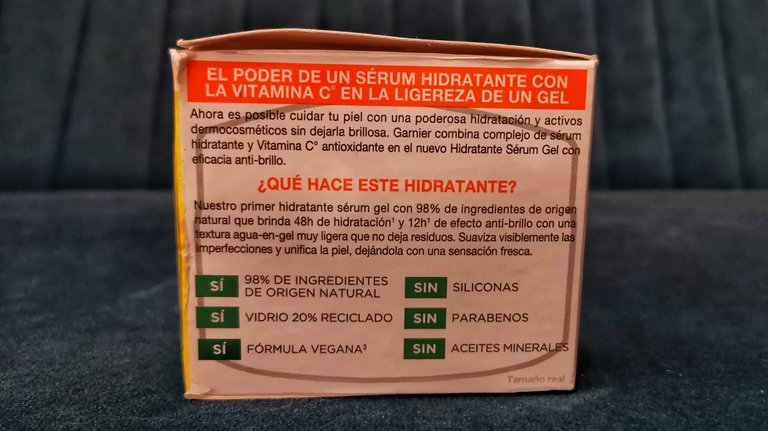 EL PODER DE UN SÉRUM HIDRATANTE CON
LA VITAMINA C° EN LA LIGEREZA DE UN GEL
Ahora es posible cuidar tu piel con una poderosa hidratación y activos
dermocosméticos sin dejarla brillosa. Garnier combina complejo de sérum
hidratante y Vitamina C° antioxidante en el nuevo Hidratante Sérum Gel con
eficacia anti-brillo.
¿QUÉ HACE ESTE HIDRATANTE?
Nuestro primer hidratante sérum gel con 98% de ingredientes de origen
natural que brinda 48h de hidratación¹ y 12h¹ de efecto anti-brillo con una
textura agua-en-gel muy ligera que no deja residuos. Suaviza visiblemente las
imperfecciones y unifica la piel, dejándola con una sensación fresca.
SÍ 98% DE INGREDIENTES
DE ORIGEN NATURAL
SIN SILICONAS
SÍ VIDRIO 20% RECICLADO
SIN PARABENOS
SÍ FÓRMULA VEGANA³
SIN ACEITES MINERALES
Tamaño real